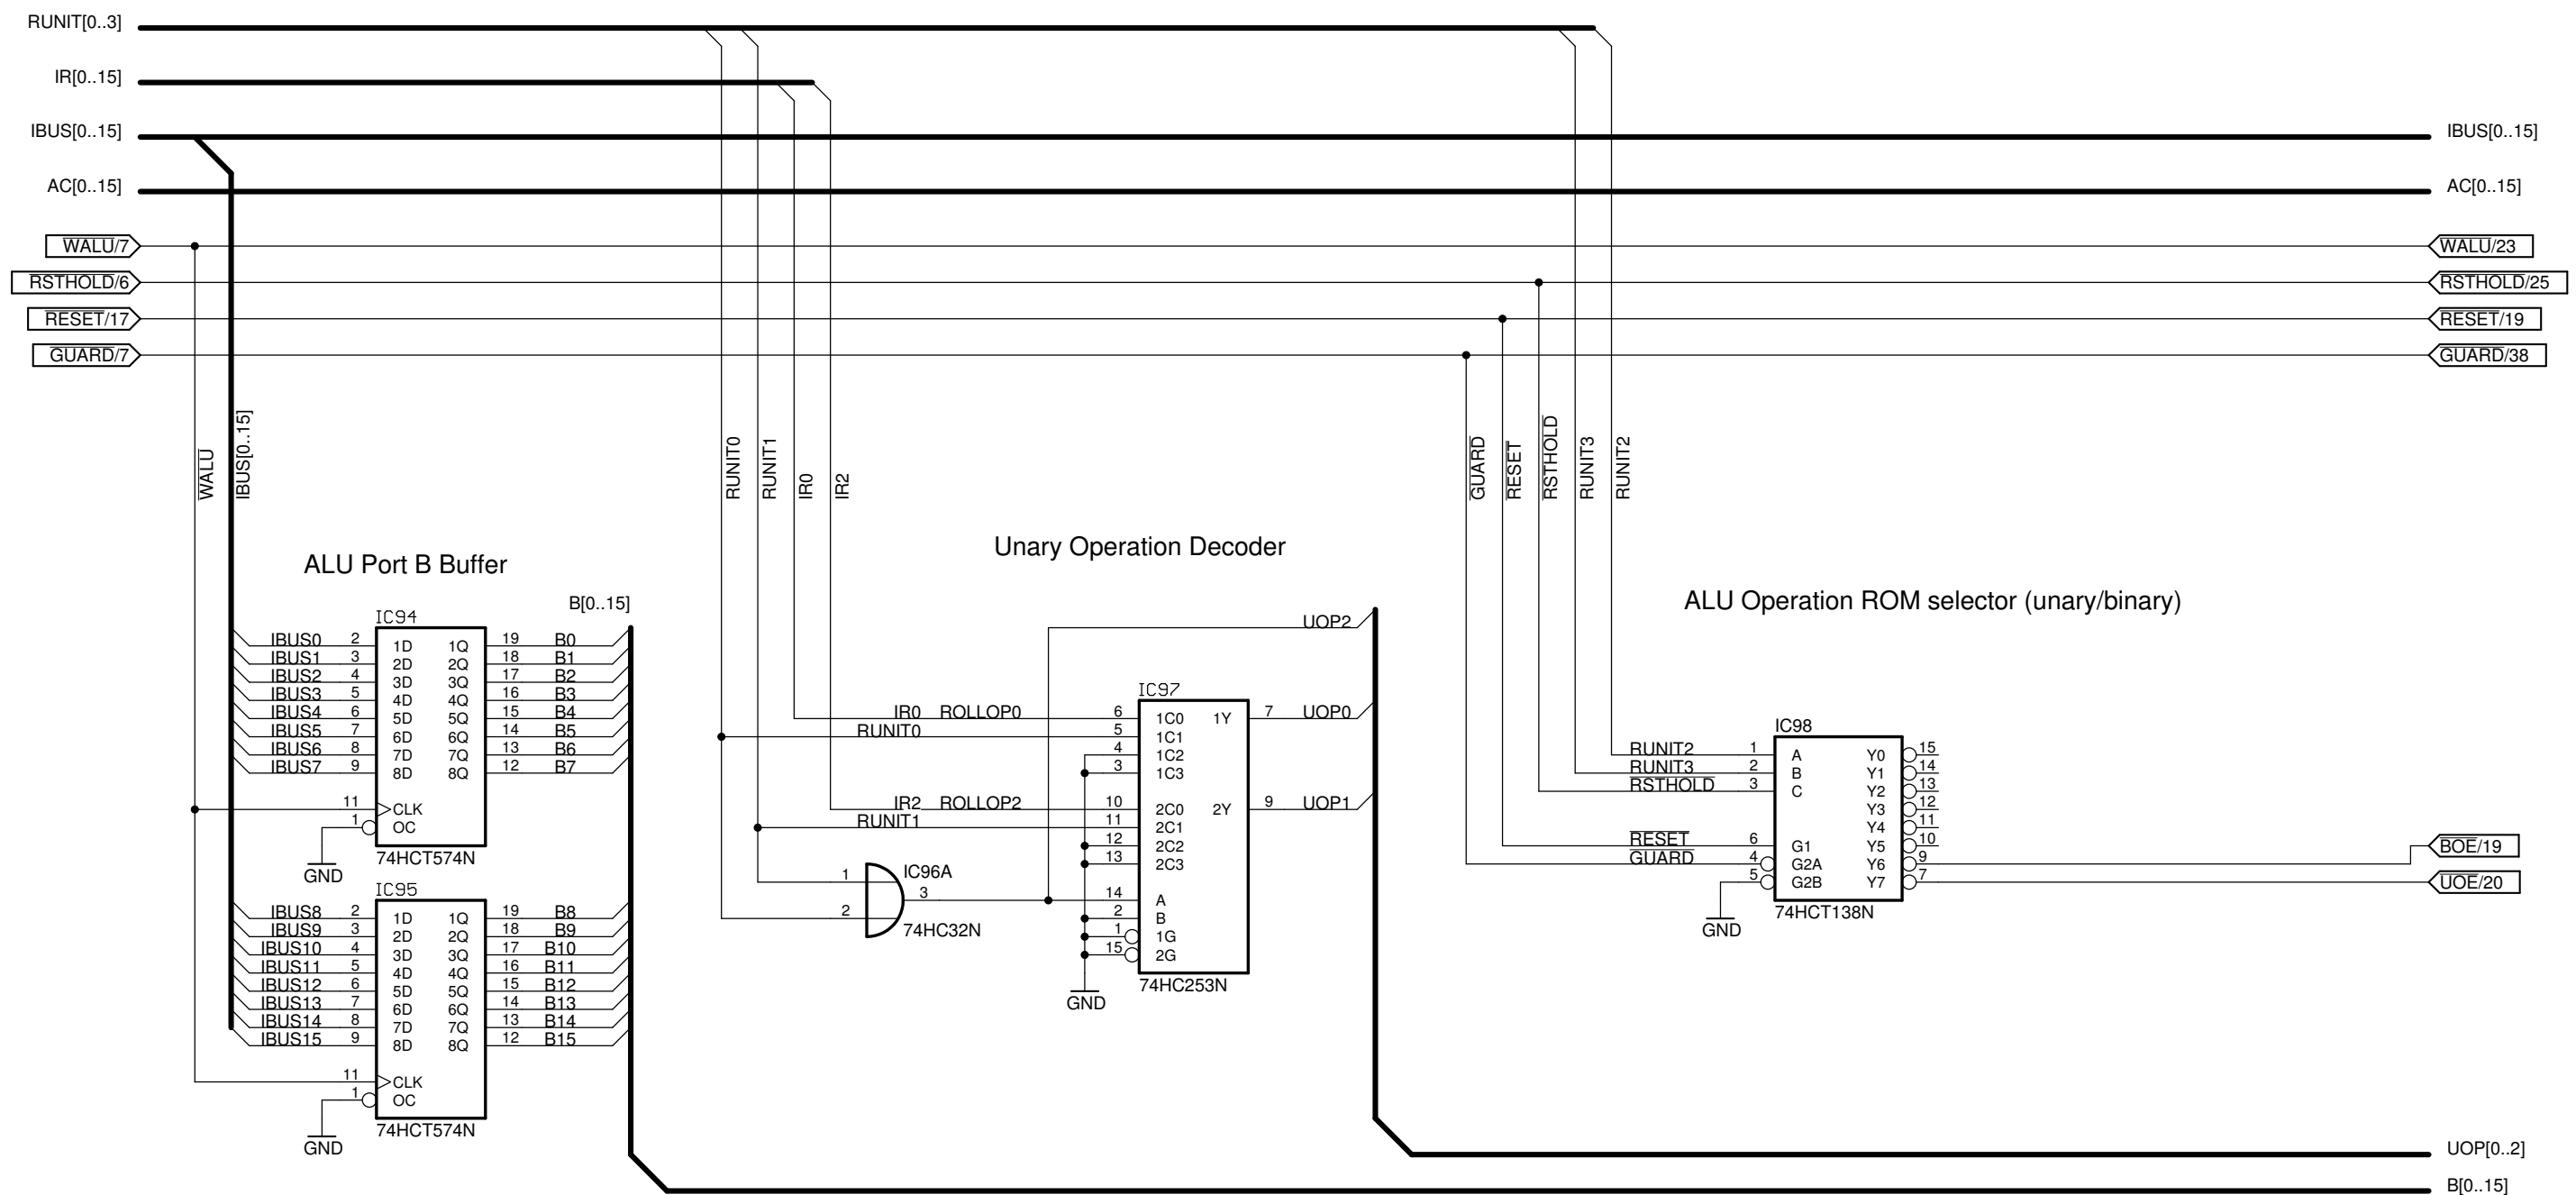 RUNIT[0..3]
IR[0..15]
IBUS[0..15]
IBUS[0..15]
AC[0..15]
AC[0..15]
WALU/7
WALU/23
RSTHOLD/6
RSTHOLD/25
RESET/17
RESET/19
GUARD/7
GUARD/38
WALU
IBUS[0..15]
RUNIT0
RUNIT1
IR0
IR2
GUARD
RESET
RSTHOLD
RUNIT3
RUNIT2
ALU Port B Buffer
B[0..15]
IC94
IBUS0 2 1D 1Q 19 B0
IBUS1 3 2D 2Q 18 B1
IBUS2 4 3D 3Q 17 B2
IBUS3 5 4D 4Q 16 B3
IBUS4 6 5D 5Q 15 B4
IBUS5 7 6D 6Q 14 B5
IBUS6 8 7D 7Q 13 B6
IBUS7 9 8D 8Q 12 B7
11 CLK
1 OC
74HCT574N
GND
IC95
IBUS8 2 1D 1Q 19 B8
IBUS9 3 2D 2Q 18 B9
IBUS10 4 3D 3Q 17 B10
IBUS11 5 4D 4Q 16 B11
IBUS12 6 5D 5Q 15 B12
IBUS13 7 6D 6Q 14 B13
IBUS14 8 7D 7Q 13 B14
IBUS15 9 8D 8Q 12 B15
11 CLK
1 OC
74HCT574N
GND
Unary Operation Decoder
UOP2
IC97
IR0 ROLLOP0 6 1C0 1Y 7 UOP0
RUNIT0 5 1C1
4 1C2
3 1C3
IR2 ROLLOP2 10 2C0 2Y 9 UOP1
RUNIT1 11 2C1
12 2C2
13 2C3
14 A
2 B
1 1G
15 2G
74HC253N
GND
1 IC96A
3
2
74HC32N
ALU Operation ROM selector (unary/binary)
IC98
RUNIT2 1 A Y0 15
RUNIT3 2 B Y1 14
RSTHOLD 3 C Y2 13
Y3 12
Y4 11
RESET 6 G1 Y5 10
GUARD 4 G2A Y6 9
5 G2B Y7 7
74HCT138N
GND
BOE/19
UOE/20
UOP[0..2]
B[0..15]